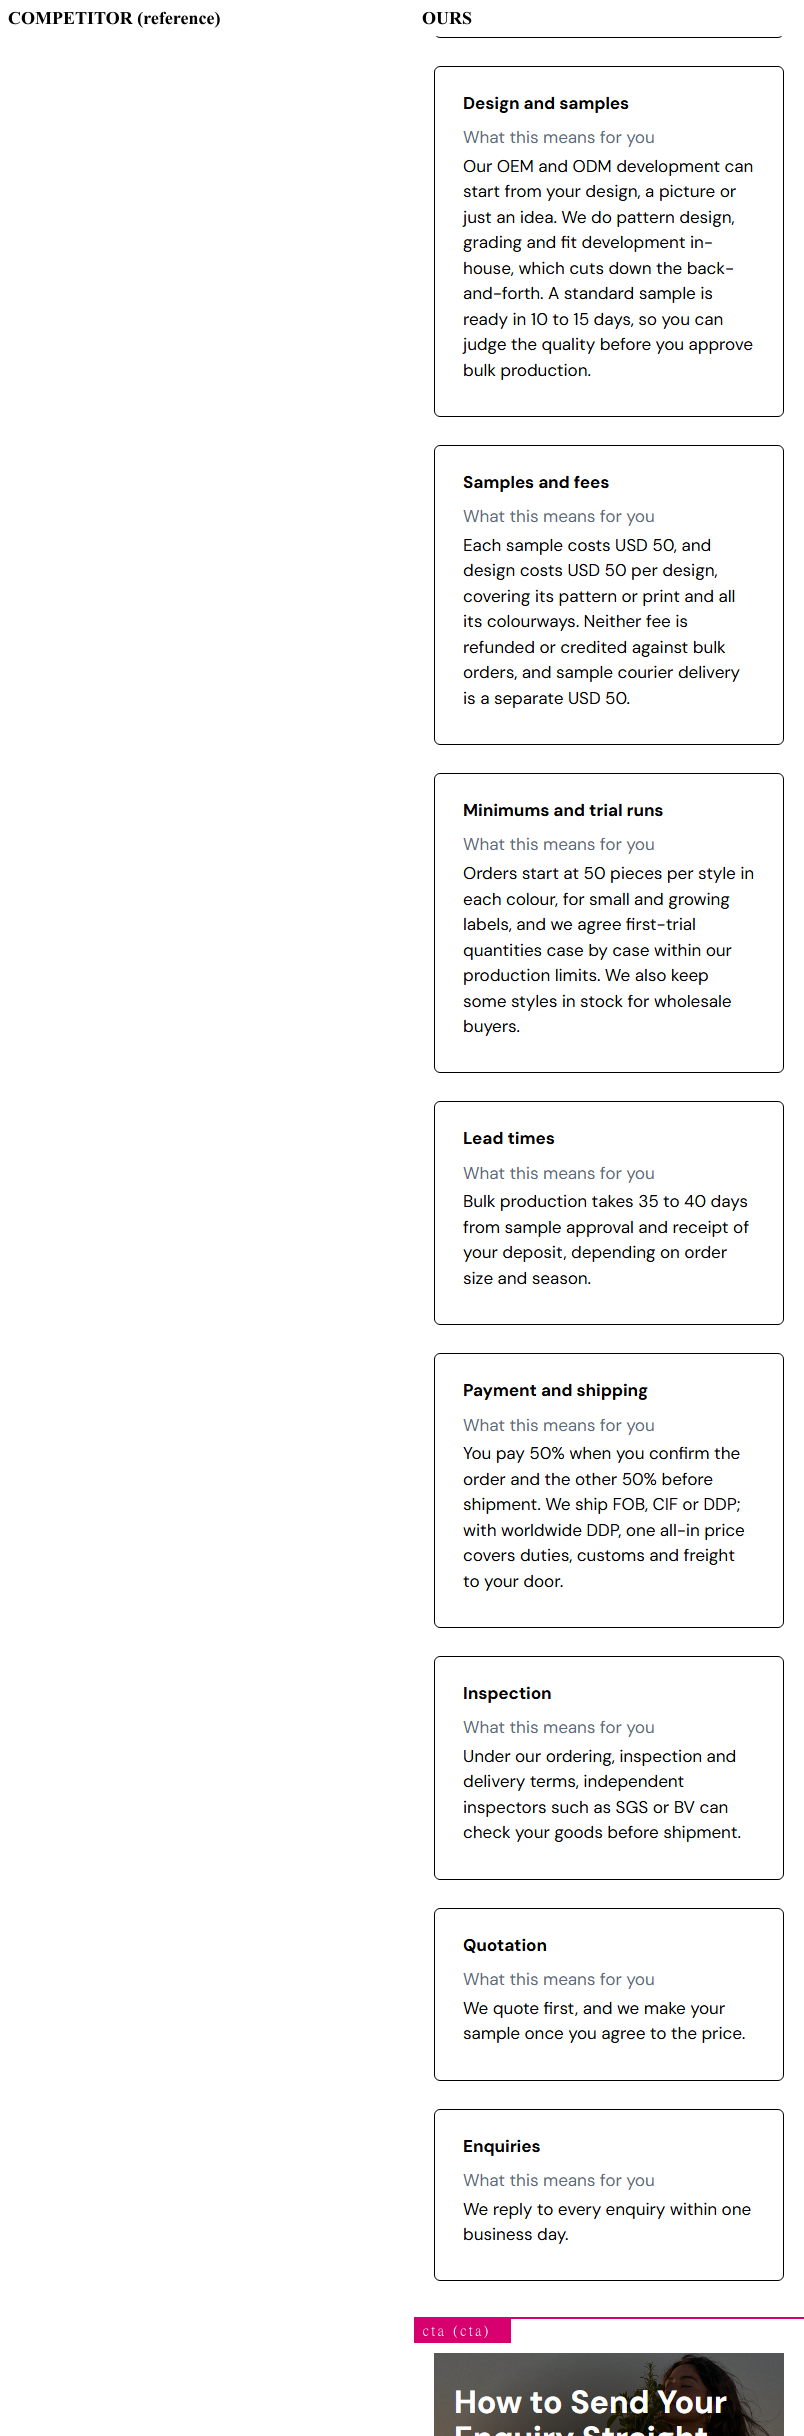 COMPETITOR (reference)
OURS
Design and samples
What this means for you
Our OEM and ODM development can
start from your design, a picture or
just an idea. We do pattern design,
grading and fit development in-
house, which cuts down the back-
and-forth. A standard sample is
ready in 10 to 15 days, so you can
judge the quality before you approve
bulk production.
Samples and fees
What this means for you
Each sample costs USD 50, and
design costs USD 50 per design,
covering its pattern or print and all
its colourways. Neither fee is
refunded or credited against bulk
orders, and sample courier delivery
is a separate USD 50.
Minimums and trial runs
What this means for you
Orders start at 50 pieces per style in
each colour, for small and growing
labels, and we agree first-trial
quantities case by case within our
production limits. We also keep
some styles in stock for wholesale
buyers.
Lead times
What this means for you
Bulk production takes 35 to 40 days
from sample approval and receipt of
your deposit, depending on order
size and season.
Payment and shipping
What this means for you
You pay 50% when you confirm the
order and the other 50% before
shipment. We ship FOB, CIF or DDP;
with worldwide DDP, one all-in price
covers duties, customs and freight
to your door.
Inspection
What this means for you
Under our ordering, inspection and
delivery terms, independent
inspectors such as SGS or BV can
check your goods before shipment.
Quotation
What this means for you
We quote first, and we make your
sample once you agree to the price.
Enquiries
What this means for you
We reply to every enquiry within one
business day.
cta (cta)
How to Send Your
Enquiry Straight